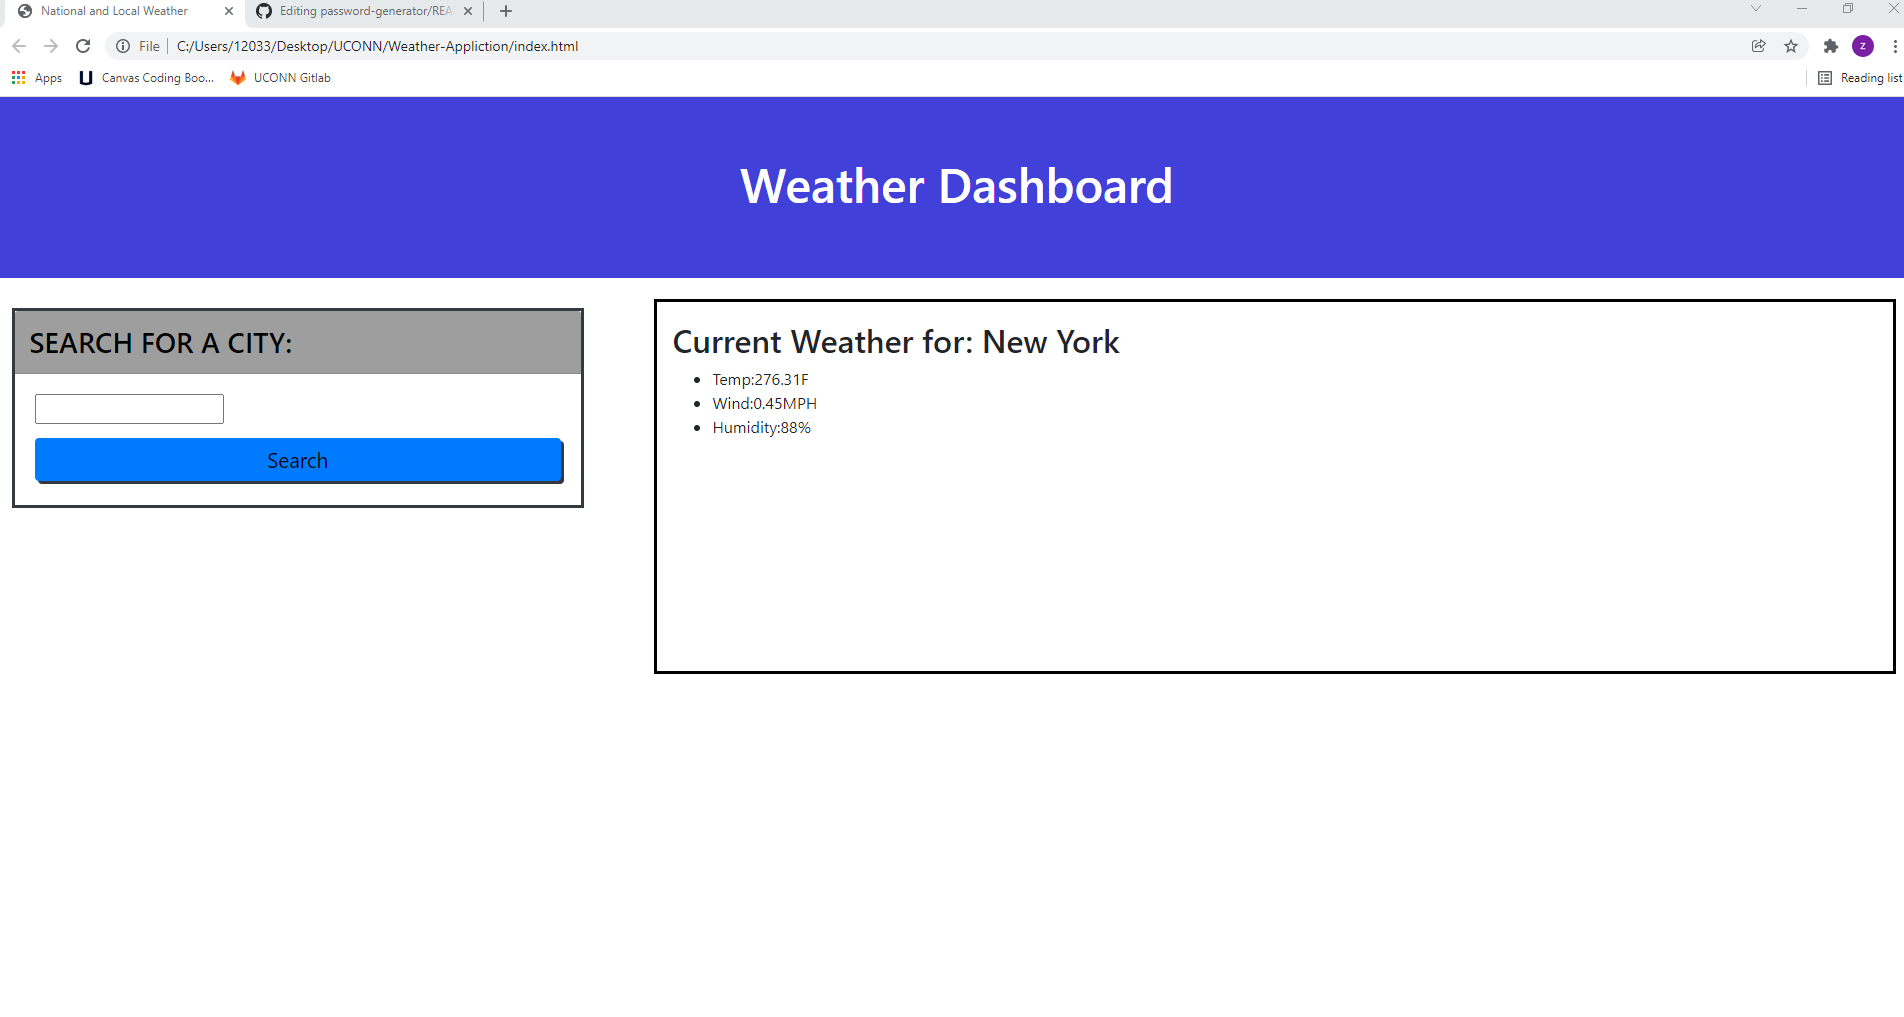 National and Local Weather
Editing password-generator/REA
File
C:/Users/12033/Desktop/UCONN/Weather-Appliction/index.html
z
Apps
Canvas Coding Boo...
UCONN Gitlab
Reading list
Weather Dashboard
SEARCH FOR A CITY:
Search
Current Weather for: New York
Temp:276.31F
Wind:0.45MPH
Humidity:88%